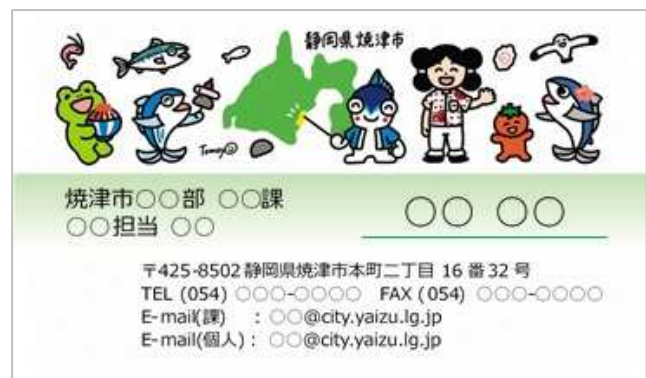 静岡県焼津市
焼津市○○部 ○○課
○○担当 ○○
○○ ○○
〒425-8502 静岡県焼津市本町二丁目 16 番 32 号
TEL (054) ○○○-○○○○ FAX (054) ○○○-○○○○
E-mail(課) : ○○@city.yaizu.lg.jp
E-mail(個人) : ○○@city.yaizu.lg.jp